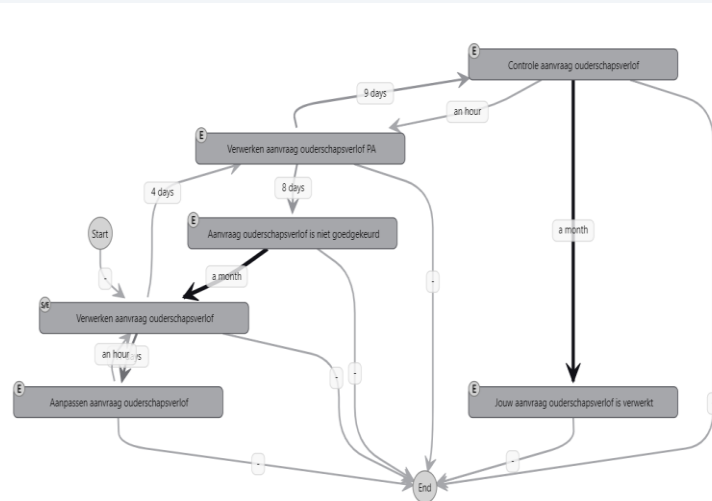 E
Controle aanvraag ouderschapsverlof
9 days
an hour
E
Verwerken aanvraag ouderschapsverlof PA
4 days
8 days
E
Start
Aanvraag ouderschapsverlof is niet goedgekeurd
a month
a month
-
-
S/E
Verwerken aanvraag ouderschapsverlof
an hour
-
-
E
Aanpassen aanvraag ouderschapsverlof
E
Jouw aanvraag ouderschapsverlof is verwerkt
-
-
End